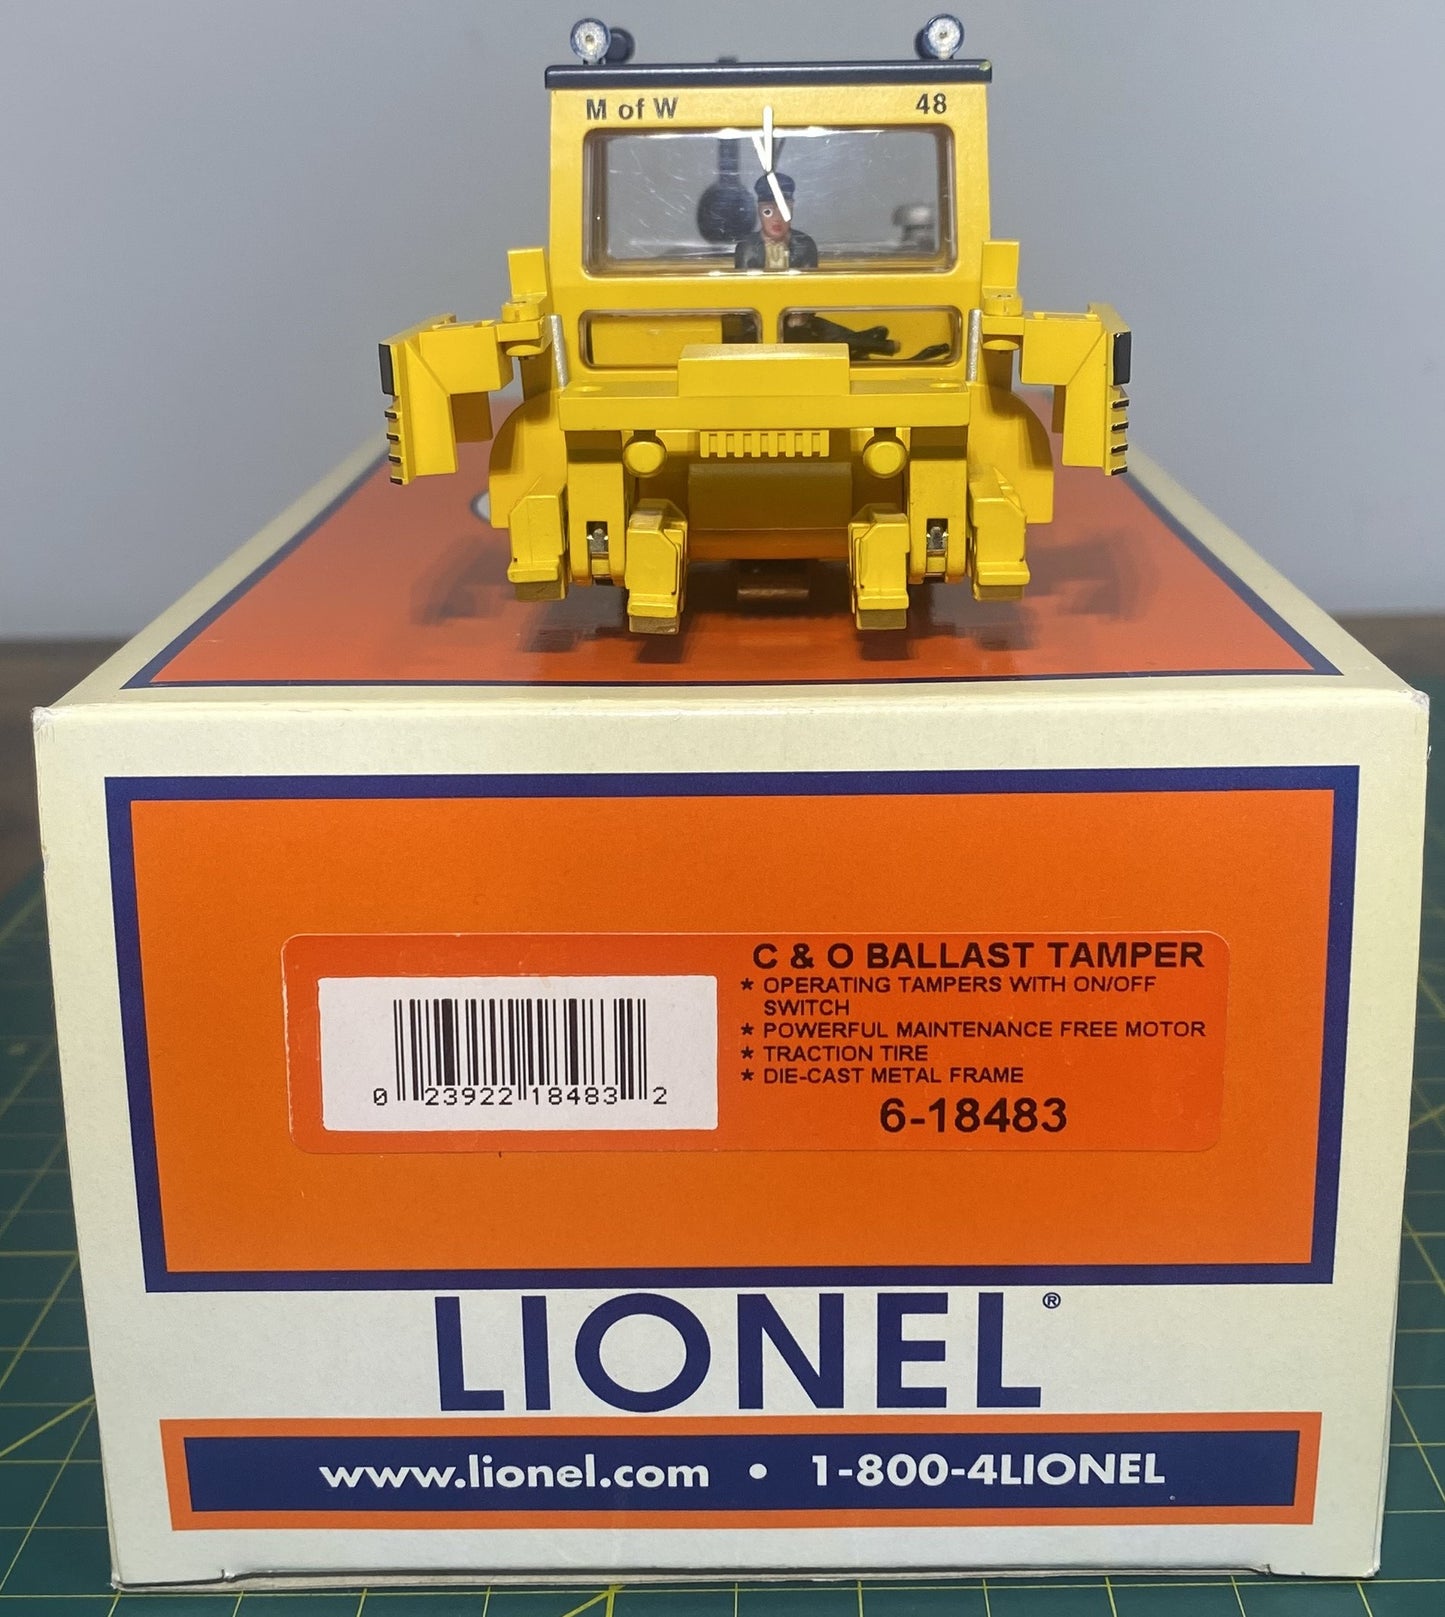 M of W 48
C & O BALLAST TAMPER
* OPERATING TAMPERS WITH ON/OFF
SWITCH
* POWERFUL MAINTENANCE FREE MOTOR
* TRACTION TIRE
* DIE-CAST METAL FRAME
6-18483
0 23922 18483 2
LIONEL®
www.lionel.com • 1-800-4LIONEL